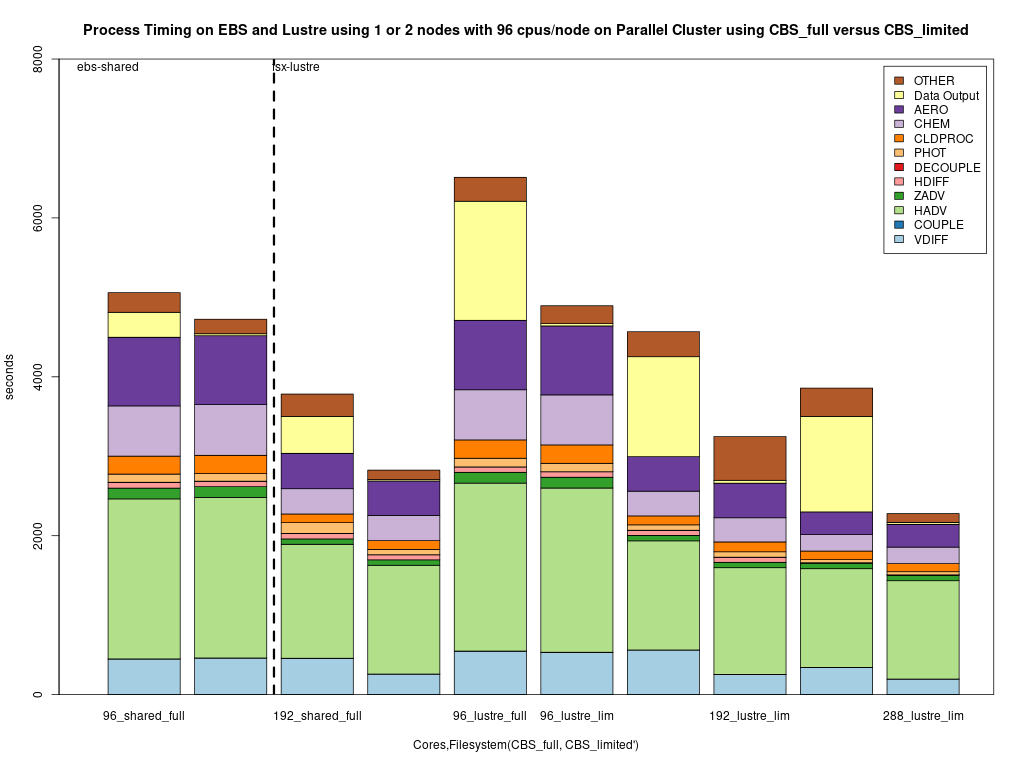 Process Timing on EBS and Lustre using 1 or 2 nodes with 96 cpus/node on Parallel Cluster using CBS_full versus CBS_limited
ebs-shared
fsx-lustre
OTHER
Data Output
AERO
CHEM
CLDPROC
PHOT
DECOUPLE
HDIFF
ZADV
HADV
COUPLE
VDIFF
8000
6000
4000
2000
0
seconds
96_shared_full
192_shared_full
96_lustre_full
96_lustre_lim
192_lustre_lim
288_lustre_lim
Cores,Filesystem(CBS_full, CBS_limited')